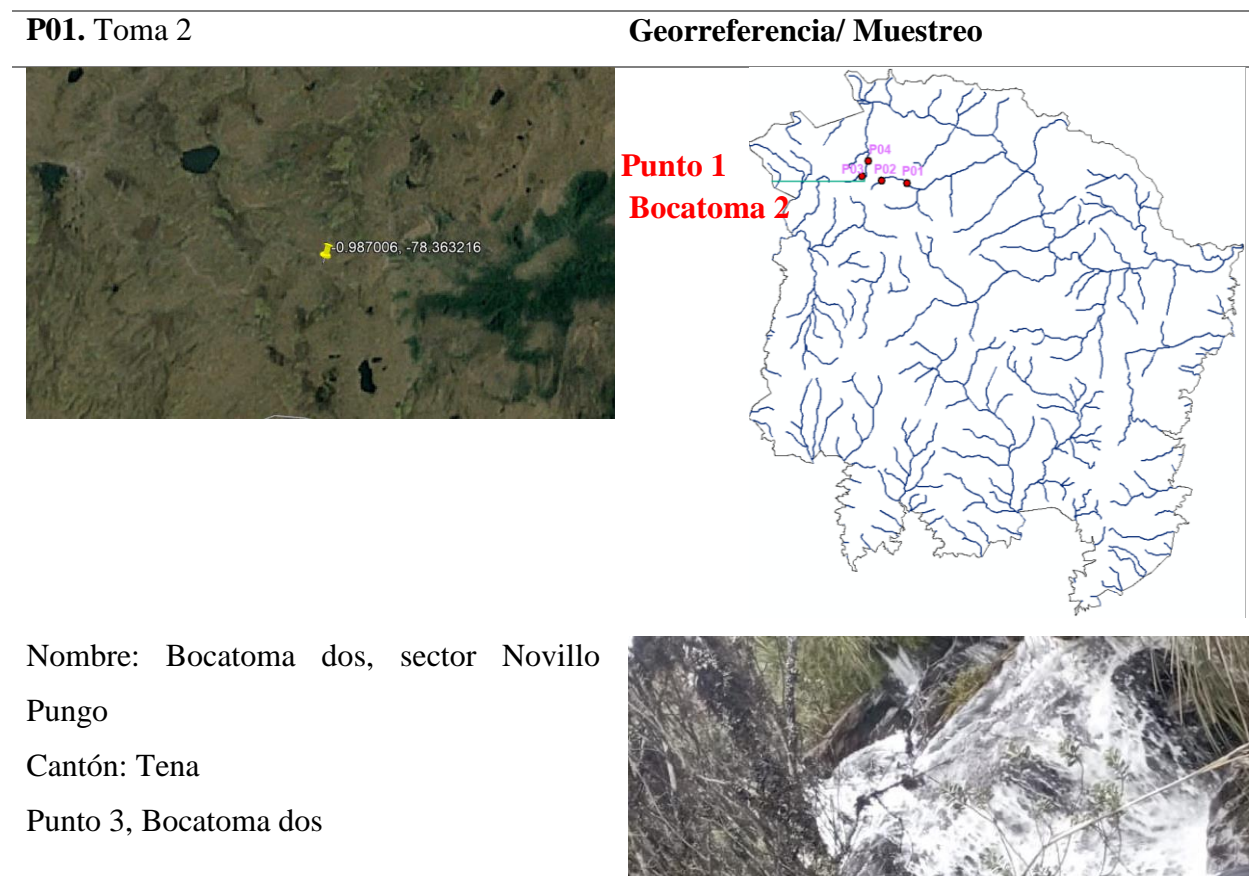 P01. Toma 2
Georreferencia/ Muestreo
-0.987006, -78.363216
Punto 1
Bocatoma 2
P04
P03
P02
P01
Nombre: Bocatoma dos, sector Novillo
Pungo
Cantón: Tena
Punto 3, Bocatoma dos